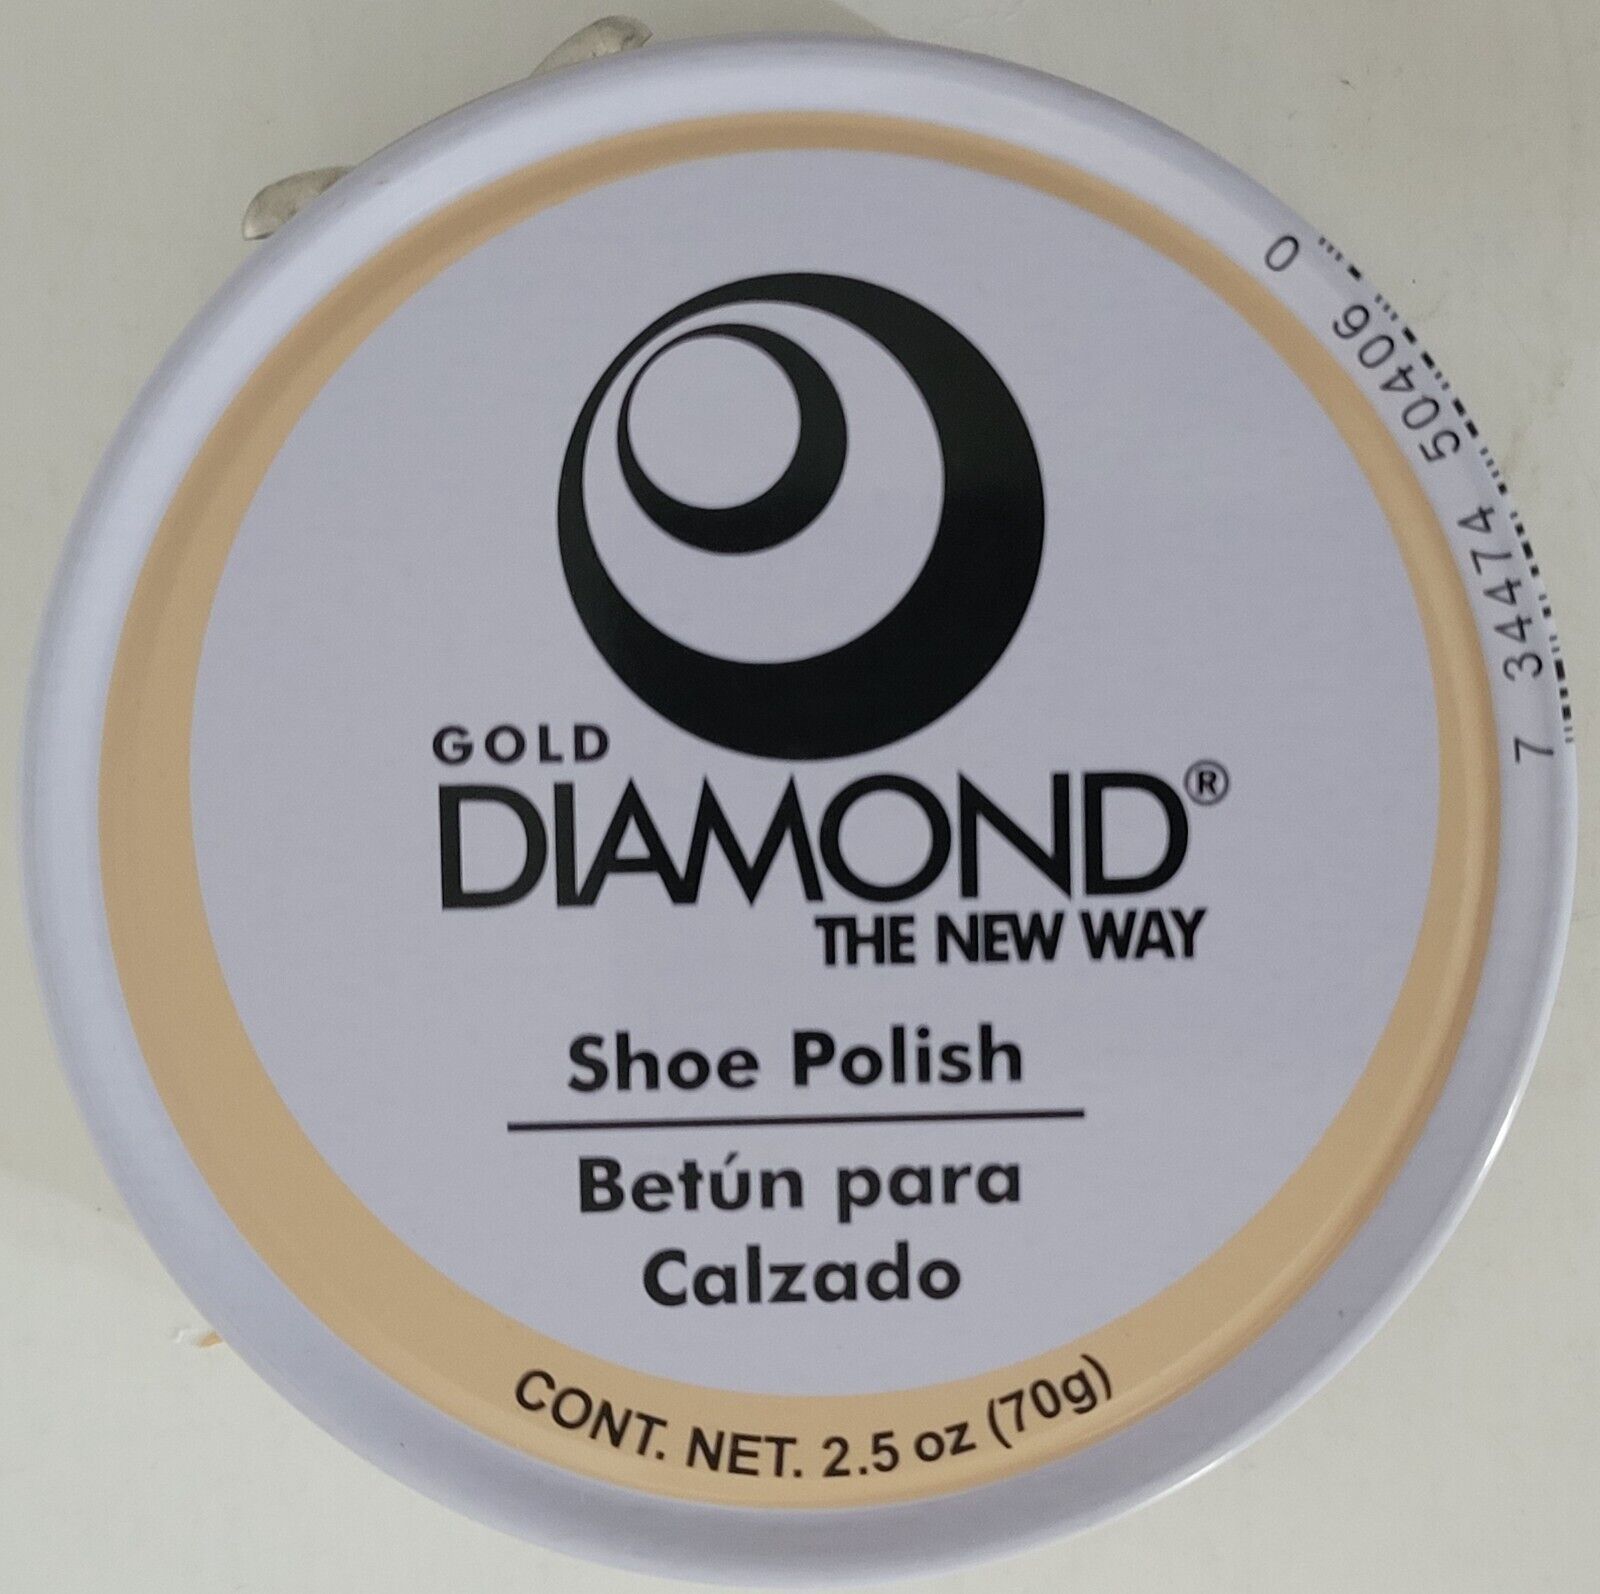 GOLD
DIAMOND®
THE NEW WAY
Shoe Polish
Betún para
Calzado
CONT. NET. 2.5 oz (70g)
7 34474 50406 0